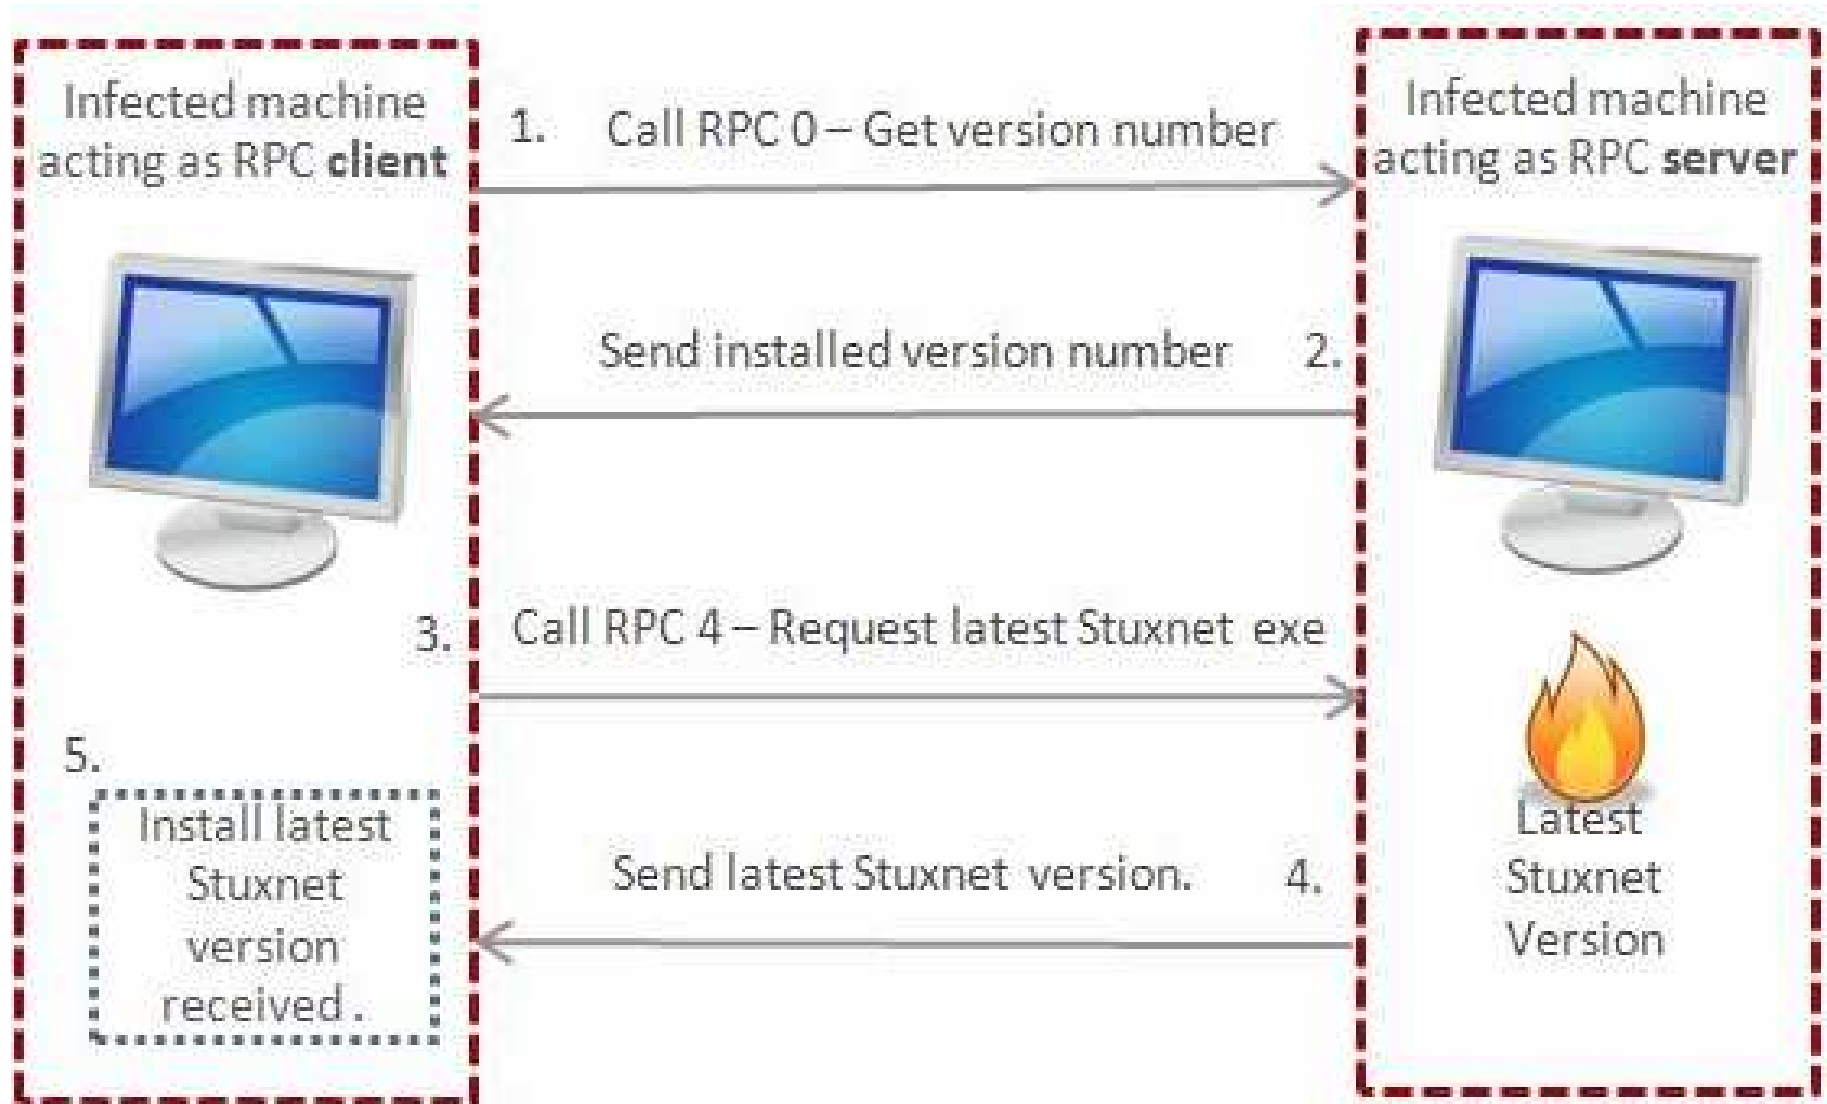 Infected machine
acting as RPC client
1. Call RPC 0 – Get version number
Infected machine
acting as RPC server
Send installed version number 2.
3. Call RPC 4 – Request latest Stuxnet exe
Send latest Stuxnet version. 4.
5.
Install latest
Stuxnet
version
received .
Latest
Stuxnet
Version